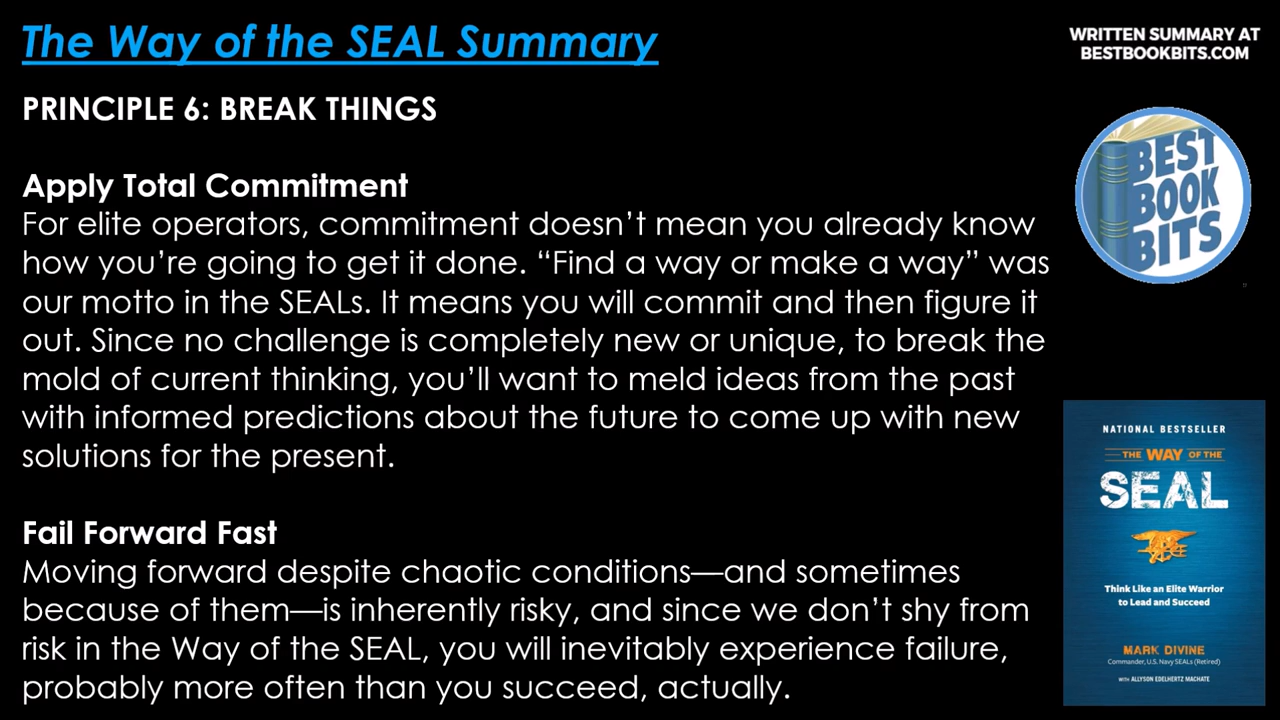 The Way of the SEAL Summary
WRITTEN SUMMARY AT
BESTBOOKBITS.COM
PRINCIPLE 6: BREAK THINGS
Apply Total Commitment
For elite operators, commitment doesn’t mean you already know
how you’re going to get it done. “Find a way or make a way” was
our motto in the SEALs. It means you will commit and then figure it
out. Since no challenge is completely new or unique, to break the
mold of current thinking, you’ll want to meld ideas from the past
with informed predictions about the future to come up with new
solutions for the present.
Fail Forward Fast
Moving forward despite chaotic conditions—and sometimes
because of them—is inherently risky, and since we don’t shy from
risk in the Way of the SEAL, you will inevitably experience failure,
probably more often than you succeed, actually.
BEST
BOOK
BITS
NATIONAL BESTSELLER
THE WAY OF THE
SEAL
Think Like an Elite Warrior
to Lead and Succeed
MARK DIVINE
Commander, U.S. Navy SEALs (Retired)
WITH ALLYSON EDELHERTZ MACHATE